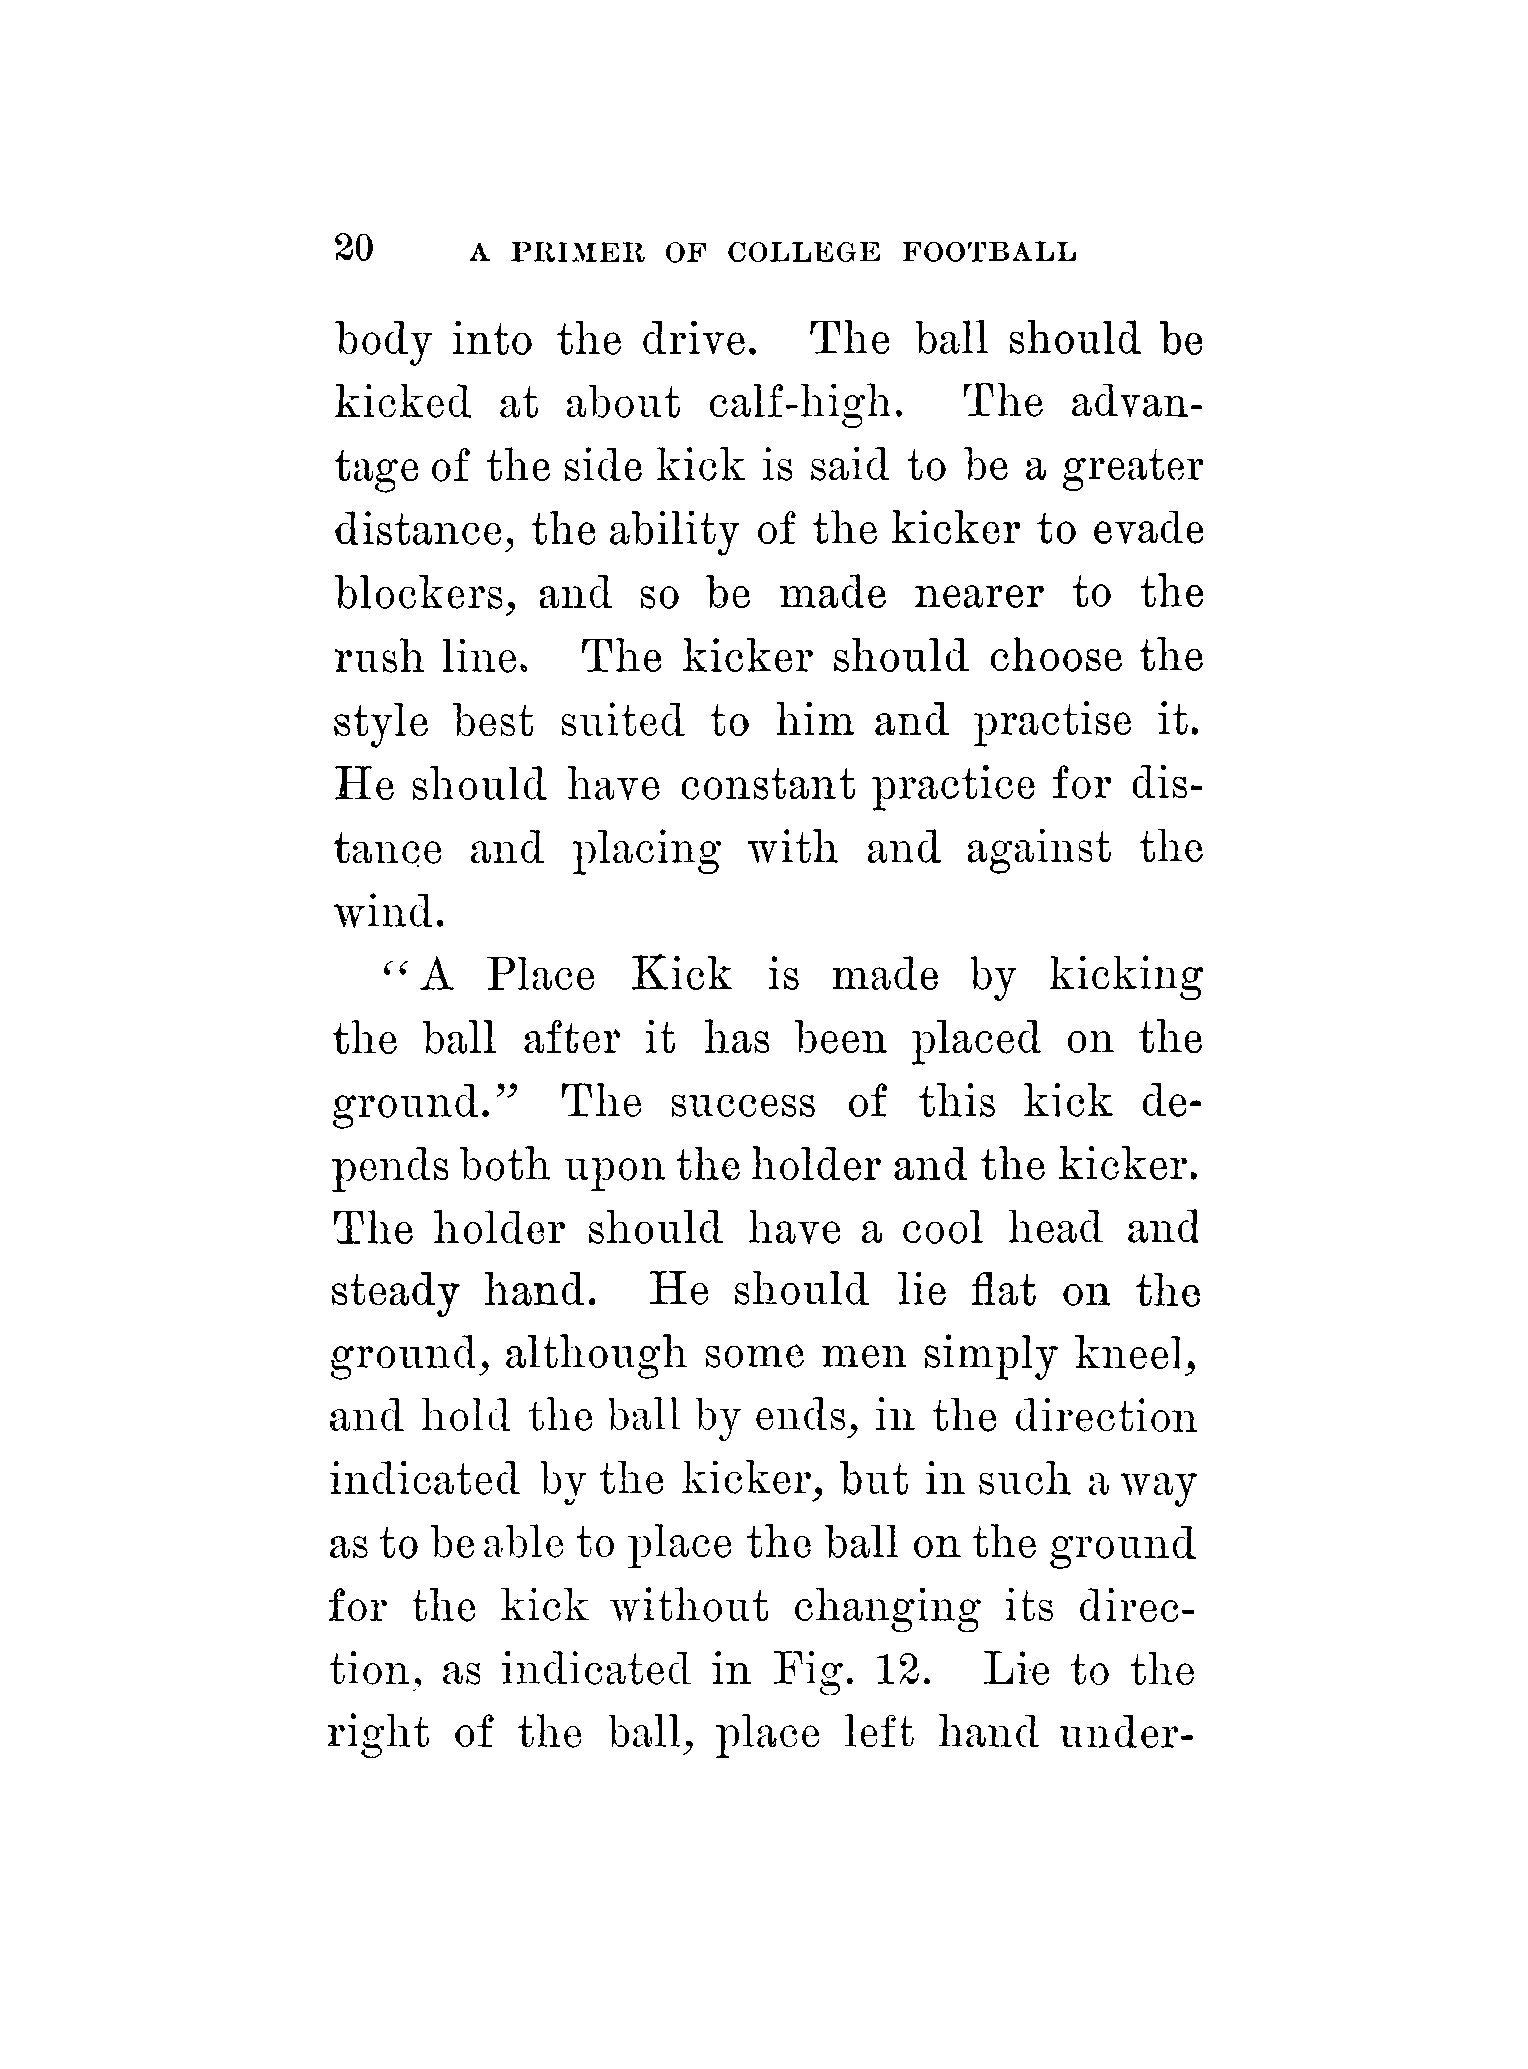 20 A PRIMER OF COLLEGE FOOTBALL
body into the drive. The ball should be
kicked at about calf-high. The advan-
tage of the side kick is said to be a greater
distance, the ability of the kicker to evade
blockers, and so be made nearer to the
rush line. The kicker should choose the
style best suited to him and practise it.
He should have constant practice for dis-
tance and placing with and against the
wind.
“A Place Kick is made by kicking
the ball after it has been placed on the
ground.” The success of this kick de-
pends both upon the holder and the kicker.
The holder should have a cool head and
steady hand. He should lie flat on the
ground, although some men simply kneel,
and hold the ball by ends, in the direction
indicated by the kicker, but in such a way
as to be able to place the ball on the ground
for the kick without changing its direc-
tion, as indicated in Fig. 12. Lie to the
right of the ball, place left hand under-